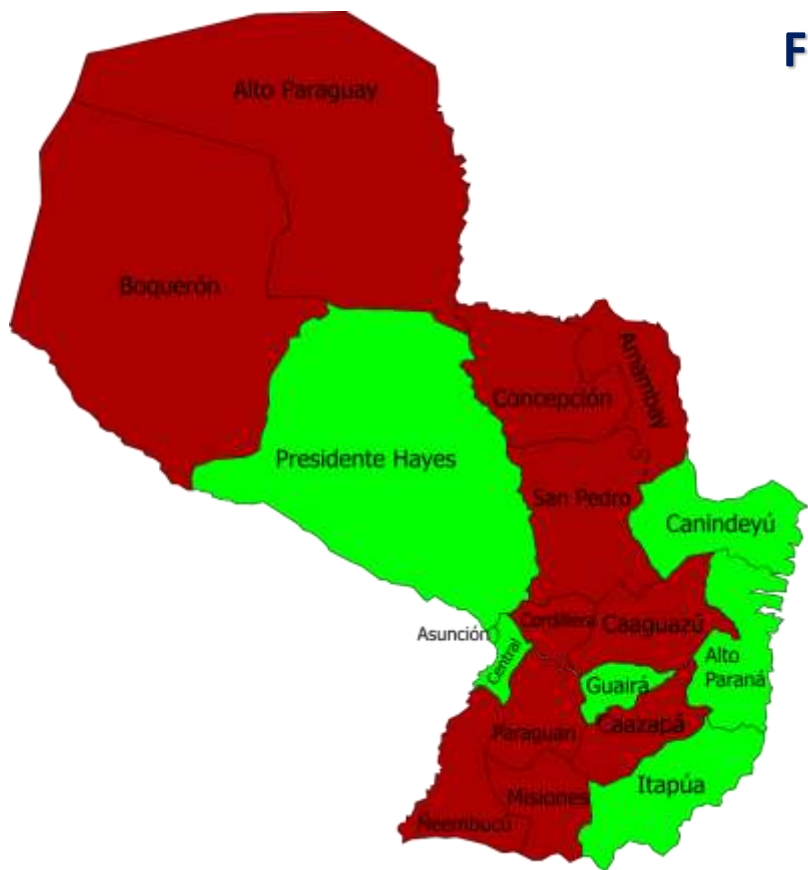 F
Alto Paraguay
Boquerón
Amambay
Concepción
Presidente Hayes
San Pedro
Canindeyú
Cordillera
Caaguazú
Asunción
Central
Alto
Paraná
Guairá
Caazapá
Paraguarí
Itapúa
Misiones
Ñeembucú